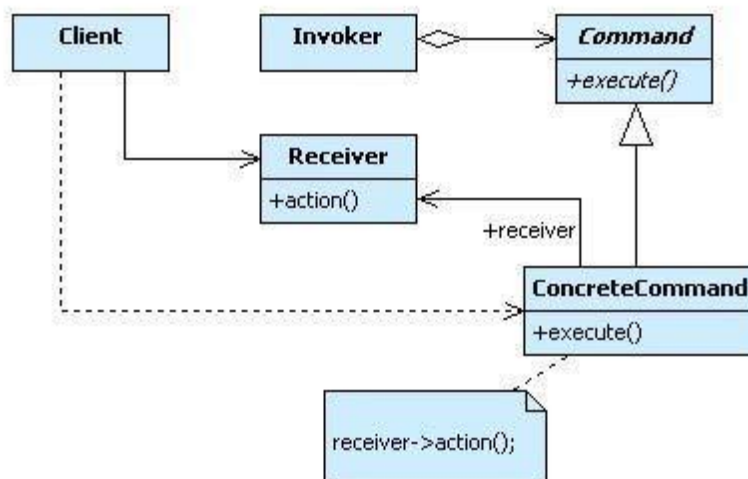 Client
Invoker
Command
+execute()
Receiver
+action()
+receiver
ConcreteCommand
+execute()
receiver->action();